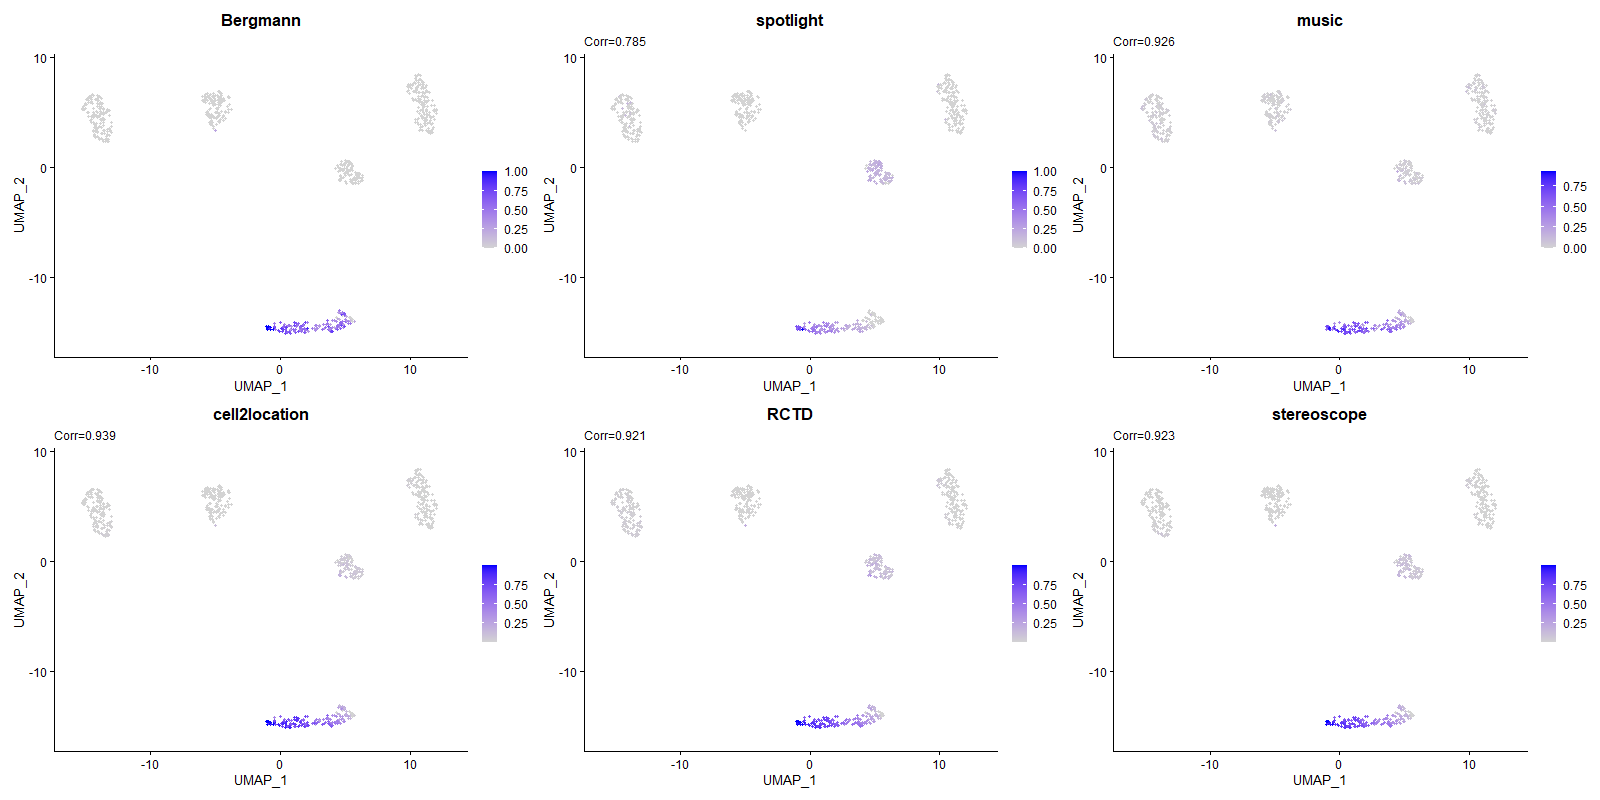 Bergmann
10
0
-10
UMAP_2
-10 0 10
UMAP_1
1.00
0.75
0.50
0.25
0.00
spotlight
Corr=0.785
10
0
-10
UMAP_2
-10 0 10
UMAP_1
1.00
0.75
0.50
0.25
0.00
music
Corr=0.926
10
0
-10
UMAP_2
-10 0 10
UMAP_1
0.75
0.50
0.25
0.00
cell2location
Corr=0.939
10
0
-10
UMAP_2
-10 0 10
UMAP_1
0.75
0.50
0.25
RCTD
Corr=0.921
10
0
-10
UMAP_2
-10 0 10
UMAP_1
0.75
0.50
0.25
stereoscope
Corr=0.923
10
0
-10
UMAP_2
-10 0 10
UMAP_1
0.75
0.50
0.25